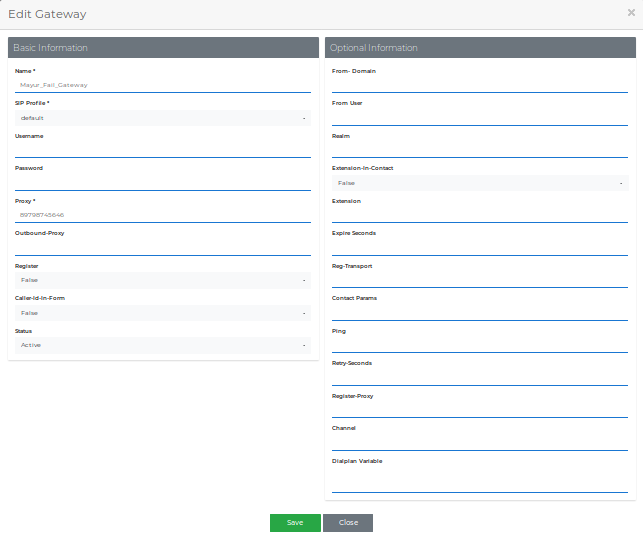 Edit Gateway
×
Basic Information
Name *
Mayur_Fail_Gateway
SIP Profile *
default
Username
Password
Proxy *
89798745646
Outbound-Proxy
Register
False
Caller-Id-In-Form
False
Status
Active
Optional Information
From- Domain
From User
Realm
Extension-In-Contact
False
Extension
Expire Seconds
Reg-Transport
Contact Params
Ping
Retry-Seconds
Register-Proxy
Channel
Dialplan Variable
Save
Close